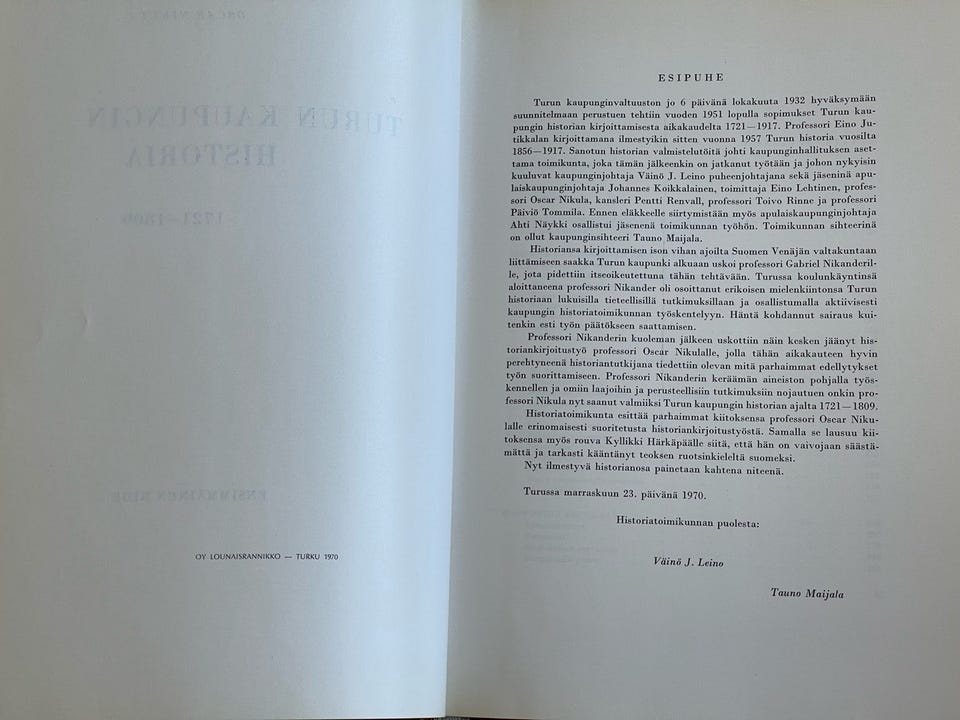 OY LOUNAISRANNIKKO — TURKU 1970
ESIPUHE
Turun kaupunginvaltuuston jo 6 päivänä lokakuuta 1932 hyväksymään
suunnitelmaan perustuen tehtiin vuoden 1951 lopulla sopimukset Turun kau-
pungin historian kirjoittamisesta aikakaudelta 1721—1917. Professori Eino Ju-
tikkalan kirjoittamana ilmestyikin sitten vuonna 1957 Turun historia vuosilta
1856—1917. Sanotun historian valmistelutöitä johti kaupunginhallituksen aset-
tama toimikunta, joka tämän jälkeenkin on jatkanut työtään ja johon nykyisin
kuuluvat kaupunginjohtaja Väinö J. Leino puheenjohtajana sekä jäseninä apu-
laiskaupunginjohtaja Johannes Koikkalainen, toimittaja Eino Lehtinen, profes-
sori Oscar Nikula, kansleri Pentti Renvall, professori Toivo Rinne ja professori
Päiviö Tommila. Ennen eläkkeelle siirtymistään myös apulaiskaupunginjohtaja
Ahti Näykki osallistui jäsenenä toimikunnan työhön. Toimikunnan sihteerinä
on ollut kaupunginsihteeri Tauno Maijala.
Historiansa kirjoittamisen ison vihan ajoilta Suomen Venäjän valtakuntaan
liittämiseen saakka Turun kaupunki alkuaan uskoi professori Gabriel Nikanderil-
le, jota pidettiin itseoikeutettuna tähän tehtävään. Turussa koulunkäyntinsä
aloittaneena professori Nikander oli osoittanut erikoisen mielenkiintonsa Turun
historiaan lukuisilla tieteellisillä tutkimuksillaan ja osallistumalla aktiivisesti
kaupungin historiatoimikunnan työskentelyyn. Häntä kohdannut sairaus kui-
tenkin esti työn päätökseen saattamisen.
Professori Nikanderin kuoleman jälkeen uskottiin näin kesken jäänyt his-
toriankirjoitustyö professori Oscar Nikulalle, jolla tähän aikakauteen hyvin
perehtyneenä historiantutkijana tiedettiin olevan mitä parhaimmat edellytykset
työn suorittamiseen. Professori Nikanderin keräämän aineiston pohjalla työs-
kennellen ja omiin laajoihin ja perusteellisiin tutkimuksiin nojautuen onkin pro-
fessori Nikula nyt saanut valmiiksi Turun kaupungin historian ajalta 1721—1809.
Historiatoimikunta esittää parhaimmat kiitoksensa professori Oscar Niku-
lalle erinomaisesti suoritetusta historiankirjoitustyöstä. Samalla se lausuu kii-
toksensa myös rouva Kyllikki Härkäpäälle siitä, että hän on vaivojaan säästä-
mättä ja tarkasti kääntänyt teoksen ruotsinkieleltä suomeksi.
Nyt ilmestyvä historianosa painetaan kahtena niteenä.
Turussa marraskuun 23. päivänä 1970.
Historiatoimikunnan puolesta:
Väinö J. Leino
Tauno Maijala